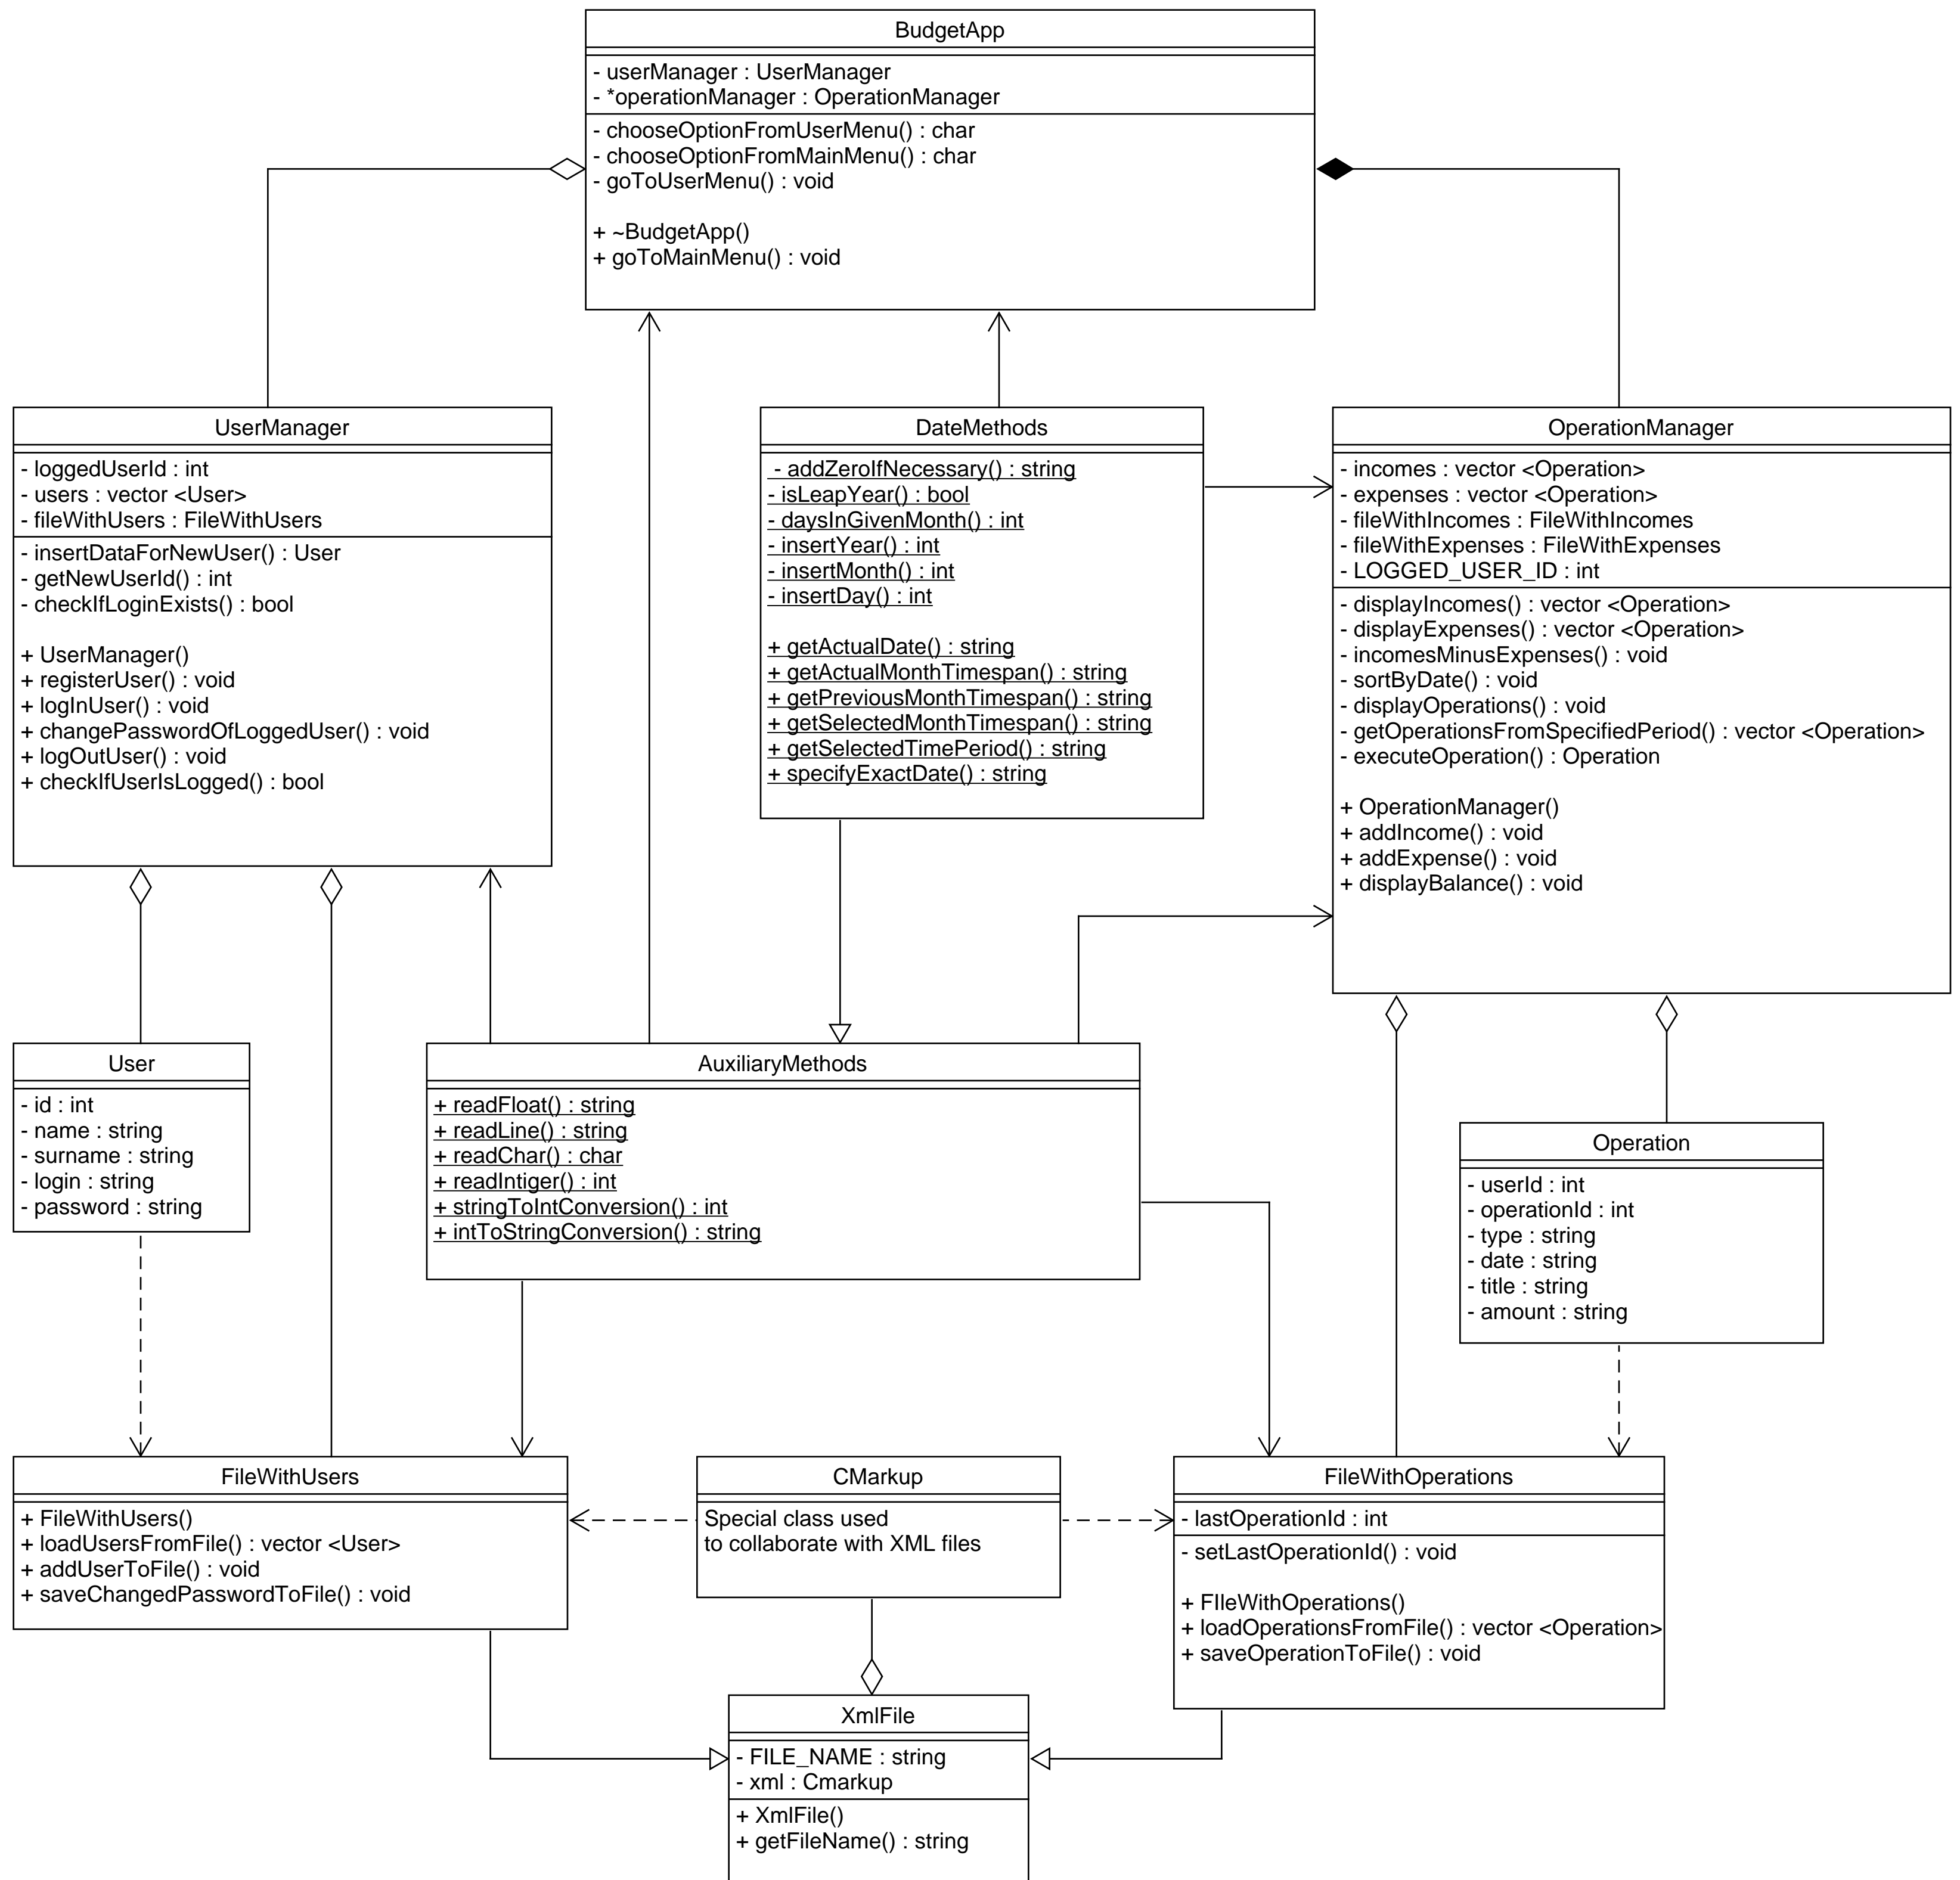 BudgetApp
- userManager : UserManager
- *operationManager : OperationManager
- chooseOptionFromUserMenu() : char
- chooseOptionFromMainMenu() : char
- goToUserMenu() : void
+ ~BudgetApp()
+ goToMainMenu() : void
UserManager
- loggedUserId : int
- users : vector <User>
- fileWithUsers : FileWithUsers
- insertDataForNewUser() : User
- getNewUserId() : int
- checkIfLoginExists() : bool
+ UserManager()
+ registerUser() : void
+ logInUser() : void
+ changePasswordOfLoggedUser() : void
+ logOutUser() : void
+ checkIfUserIsLogged() : bool
DateMethods
- addZeroIfNecessary() : string
- isLeapYear() : bool
- daysInGivenMonth() : int
- insertYear() : int
- insertMonth() : int
- insertDay() : int
+ getActualDate() : string
+ getActualMonthTimespan() : string
+ getPreviousMonthTimespan() : string
+ getSelectedMonthTimespan() : string
+ getSelectedTimePeriod() : string
+ specifyExactDate() : string
OperationManager
- incomes : vector <Operation>
- expenses : vector <Operation>
- fileWithIncomes : FileWithIncomes
- fileWithExpenses : FileWithExpenses
- LOGGED_USER_ID : int
- displayIncomes() : vector <Operation>
- displayExpenses() : vector <Operation>
- incomesMinusExpenses() : void
- sortByDate() : void
- displayOperations() : void
- getOperationsFromSpecifiedPeriod() : vector <Operation>
- executeOperation() : Operation
+ OperationManager()
+ addIncome() : void
+ addExpense() : void
+ displayBalance() : void
User
- id : int
- name : string
- surname : string
- login : string
- password : string
AuxiliaryMethods
+ readFloat() : string
+ readLine() : string
+ readChar() : char
+ readIntiger() : int
+ stringToIntConversion() : int
+ intToStringConversion() : string
Operation
- userId : int
- operationId : int
- type : string
- date : string
- title : string
- amount : string
FileWithUsers
+ FileWithUsers()
+ loadUsersFromFile() : vector <User>
+ addUserToFile() : void
+ saveChangedPasswordToFile() : void
CMarkup
Special class used
to collaborate with XML files
FileWithOperations
- lastOperationId : int
- setLastOperationId() : void
+ FIleWithOperations()
+ loadOperationsFromFile() : vector <Operation>
+ saveOperationToFile() : void
XmlFile
- FILE_NAME : string
- xml : Cmarkup
+ XmlFile()
+ getFileName() : string